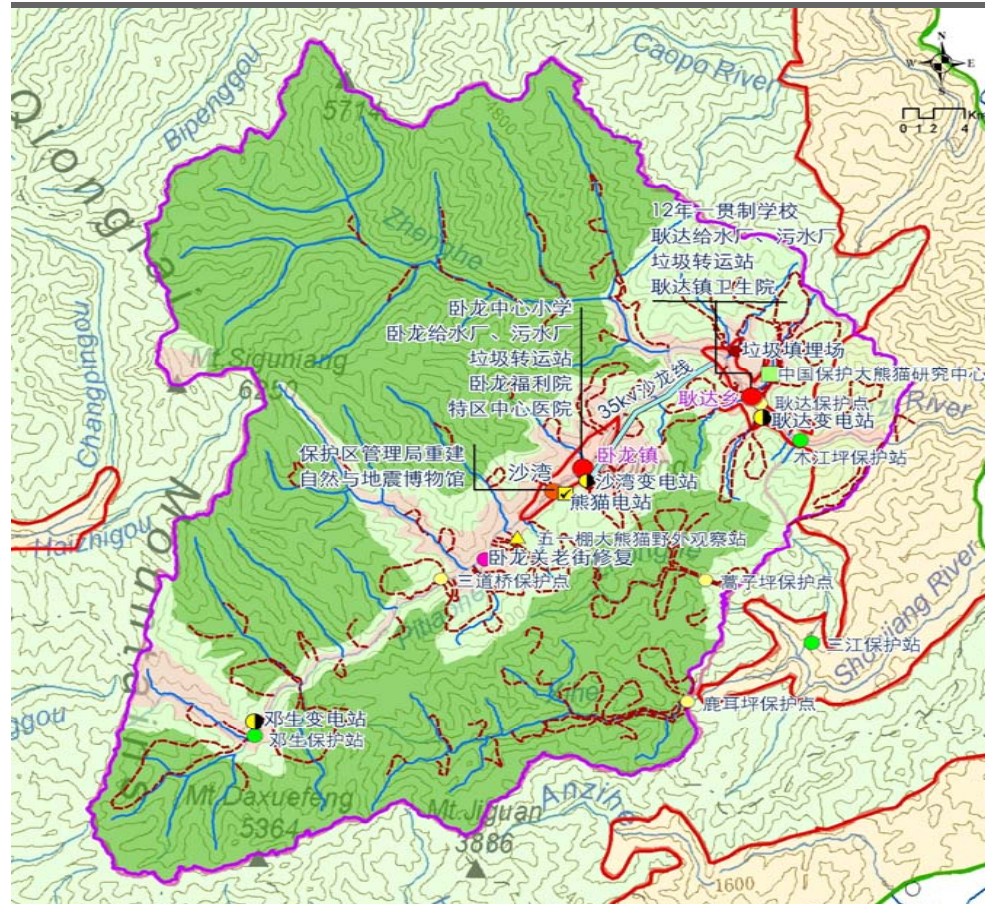 N
W
E
S
Km
0 1 2 4
Caopo River
Bipenggou
Qionglai
5714
4800
Zhenghe
12年一贯制学校
耿达给水厂、污水厂
垃圾转运站
耿达镇卫生院
卧龙中心小学
卧龙给水厂、污水厂
垃圾转运站
卧龙福利院
特区中心医院
垃圾填埋场
中国保护大熊猫研究中心
Mt.Siguniang
6250
Changpinggou
35kv沙龙线
耿达乡
耿达保护点
耿达变电站
River
木江坪保护站
保护区管理局重建
自然与地震博物馆
沙湾
卧龙镇
沙湾变电站
熊猫电站
Haizhigou
Mountains
五一棚大熊猫野外观察站
卧龙关老街修复
三道桥保护点
蒿子坪保护点
Shoujiang River
三江保护站
鹿耳坪保护点
邓生变电站
邓生保护站
Mt.Daxuefeng
5364
Mt.Jiguan
3886
Anzihe
1600